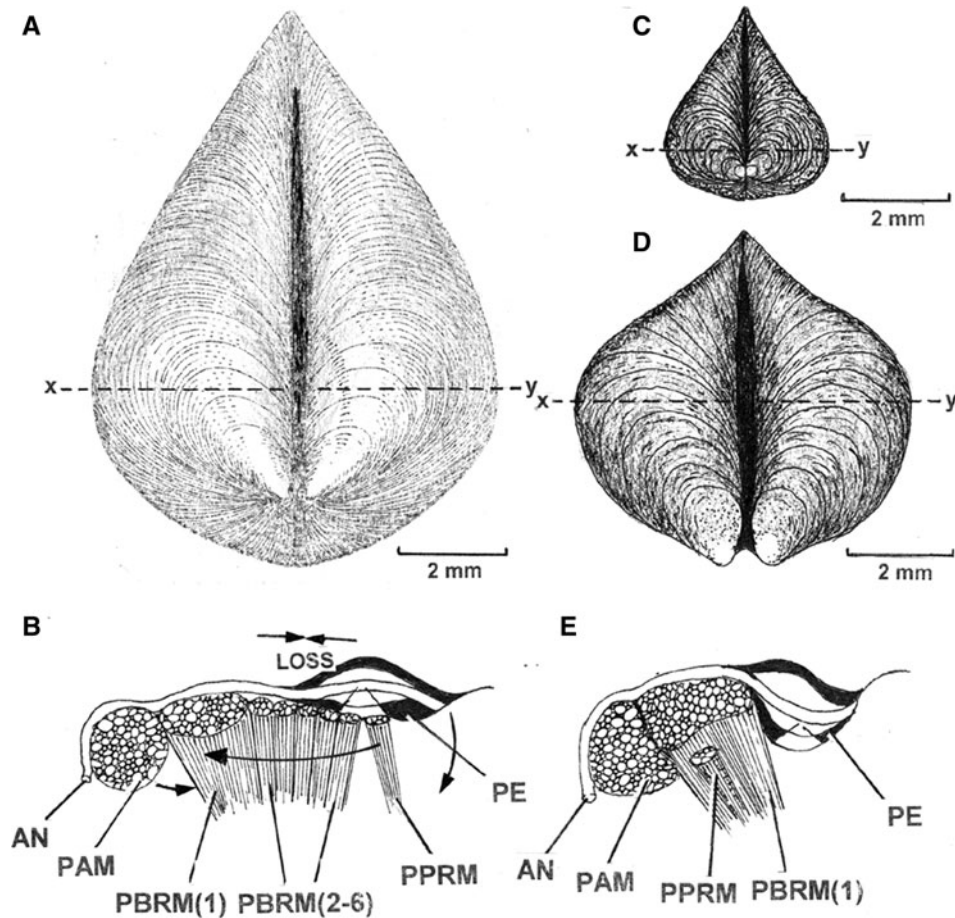 A
x
y
2 mm
C
x
y
2 mm
D
x
y
2 mm
B
LOSS
AN
PAM
PBRM(1)
PBRM(2-6)
PPRM
PE
E
AN
PAM
PPRM
PBRM(1)
PE